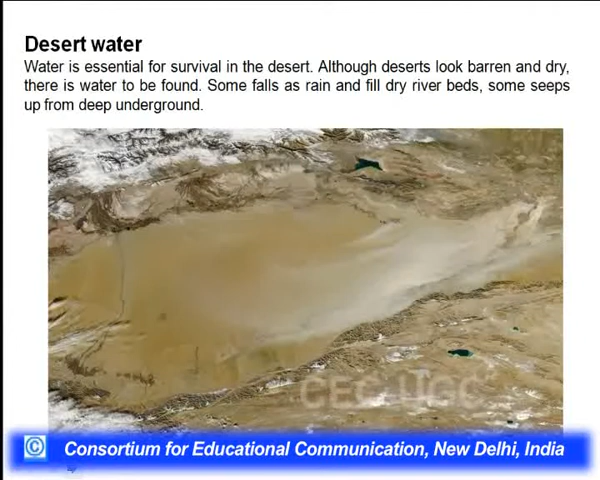 Desert water
Water is essential for survival in the desert. Although deserts look barren and dry,
there is water to be found. Some falls as rain and fill dry river beds, some seeps
up from deep underground.
CEC-UGC
© Consortium for Educational Communication, New Delhi, India